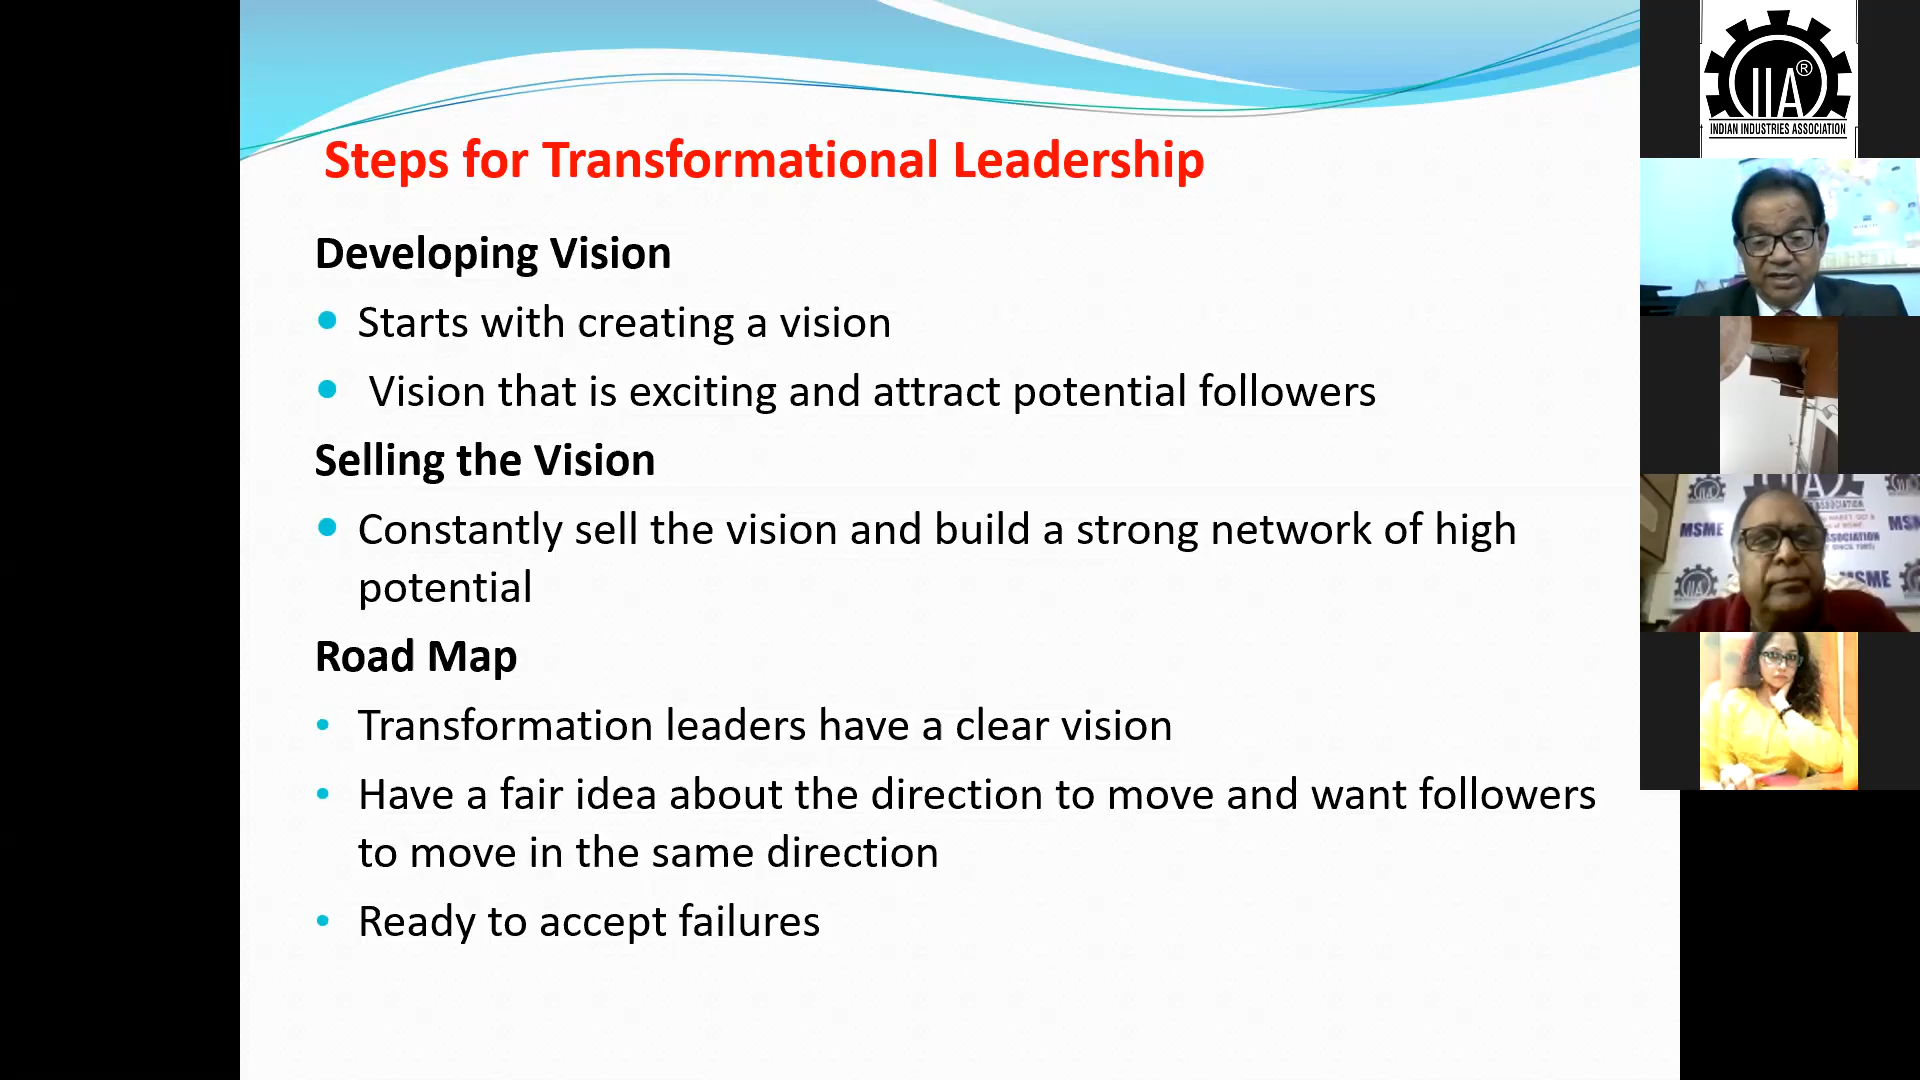 Steps for Transformational Leadership
Developing Vision
• Starts with creating a vision
• Vision that is exciting and attract potential followers
Selling the Vision
• Constantly sell the vision and build a strong network of high
potential
Road Map
• Transformation leaders have a clear vision
• Have a fair idea about the direction to move and want followers
to move in the same direction
• Ready to accept failures
IIA®
INDIAN INDUSTRIES ASSOCIATION
IIA
ASSOCIATION
MSME
MSME